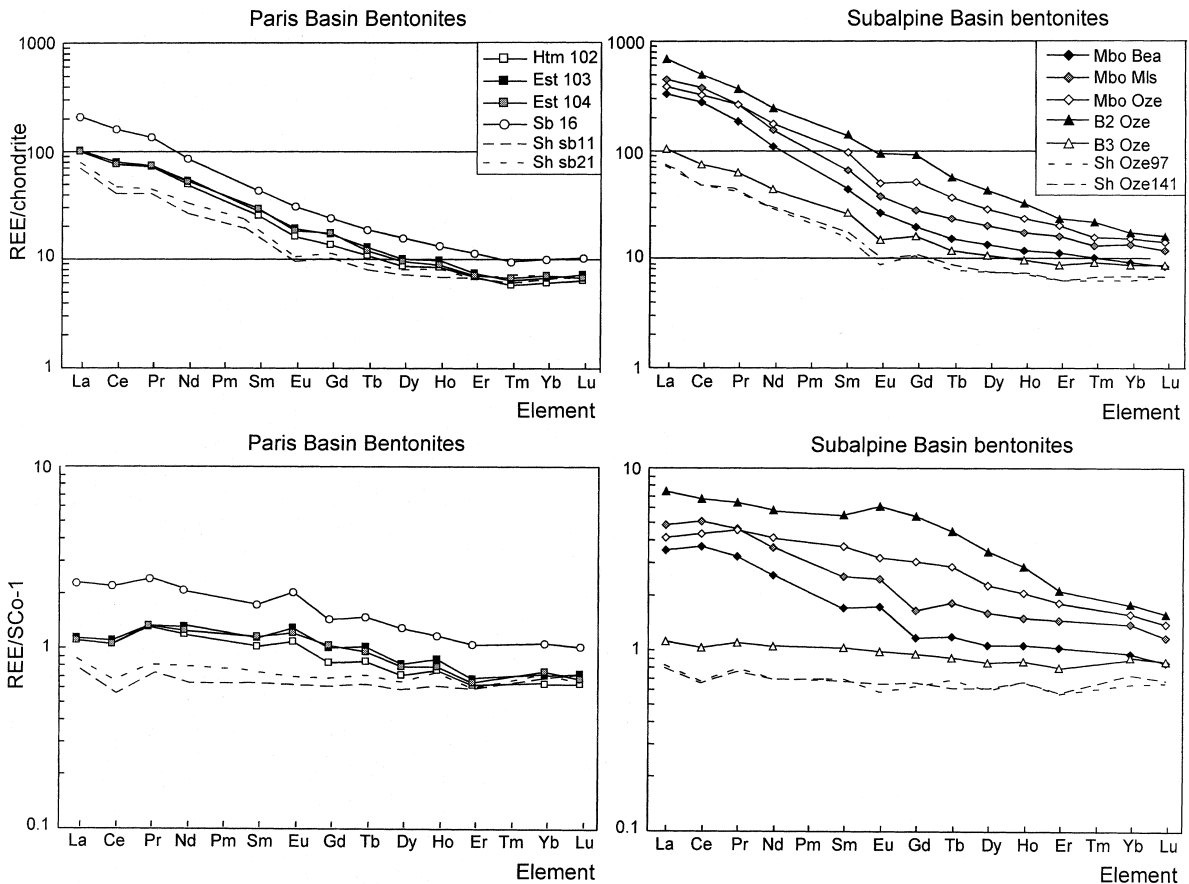 Paris Basin Bentonites
1000
100
10
1
REE/chondrite
Htm 102
Est 103
Est 104
Sb 16
Sh sb11
Sh sb21
La Ce Pr Nd Pm Sm Eu Gd Tb Dy Ho Er Tm Yb Lu
Element
Subalpine Basin bentonites
1000
100
10
1
Mbo Bea
Mbo Mls
Mbo Oze
B2 Oze
B3 Oze
Sh Oze97
Sh Oze141
La Ce Pr Nd Pm Sm Eu Gd Tb Dy Ho Er Tm Yb Lu
Element
Paris Basin Bentonites
10
1
0.1
REE/SCo-1
La Ce Pr Nd Pm Sm Eu Gd Tb Dy Ho Er Tm Yb Lu
Element
Subalpine Basin bentonites
10
1
0.1
La Ce Pr Nd Pm Sm Eu Gd Tb Dy Ho Er Tm Yb Lu
Element